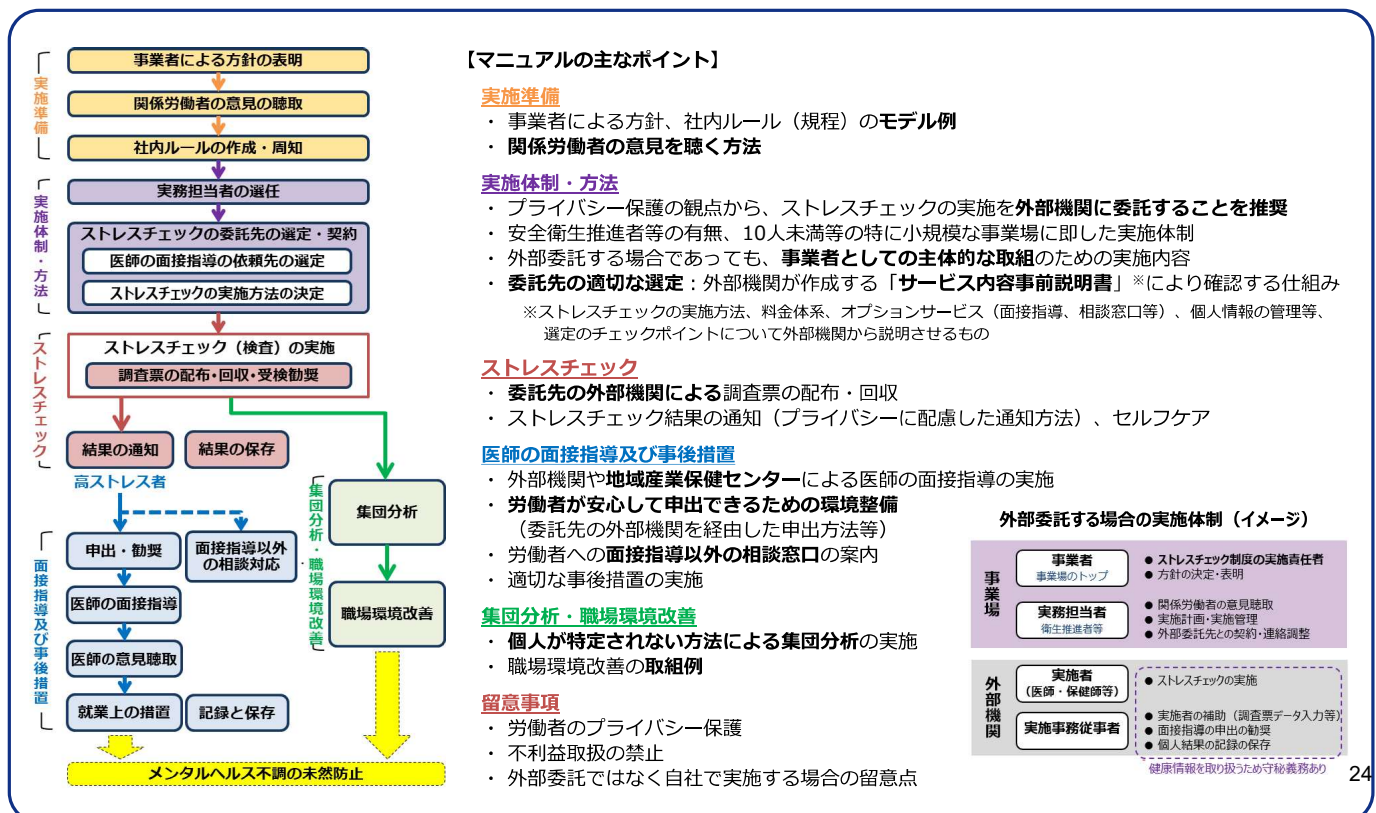 実施準備
事業者による方針の表明
関係労働者の意見の聴取
社内ルールの作成・周知
実施体制・方法
実務担当者の選任
ストレスチェックの委託先の選定・契約
医師の面接指導の依頼先の選定
ストレスチェックの実施方法の決定
ストレスチェック
ストレスチェック（検査）の実施
調査票の配布・回収・受検勧奨
結果の通知
結果の保存
高ストレス者
面接指導及び事後措置
申出・勧奨
面接指導以外
の相談対応
医師の面接指導
医師の意見聴取
就業上の措置
記録と保存
集団分析・職場環境改善
集団分析
職場環境改善
メンタルヘルス不調の未然防止
【マニュアルの主なポイント】
実施準備
・ 事業者による方針、社内ルール（規程）のモデル例
・ 関係労働者の意見を聴く方法
実施体制・方法
・ プライバシー保護の観点から、ストレスチェックの実施を外部機関に委託することを推奨
・ 安全衛生推進者等の有無、10人未満等の特に小規模な事業場に即した実施体制
・ 外部委託する場合であっても、事業者としての主体的な取組のための実施内容
・ 委託先の適切な選定：外部機関が作成する「サービス内容事前説明書」※により確認する仕組み
※ストレスチェックの実施方法、料金体系、オプションサービス（面接指導、相談窓口等）、個人情報の管理等、
選定のチェックポイントについて外部機関から説明させるもの
ストレスチェック
・ 委託先の外部機関による調査票の配布・回収
・ ストレスチェック結果の通知（プライバシーに配慮した通知方法）、セルフケア
医師の面接指導及び事後措置
・ 外部機関や地域産業保健センターによる医師の面接指導の実施
・ 労働者が安心して申出できるための環境整備
（委託先の外部機関を経由した申出方法等）
・ 労働者への面接指導以外の相談窓口の案内
・ 適切な事後措置の実施
集団分析・職場環境改善
・ 個人が特定されない方法による集団分析の実施
・ 職場環境改善の取組例
留意事項
・ 労働者のプライバシー保護
・ 不利益取扱の禁止
・ 外部委託ではなく自社で実施する場合の留意点
外部委託する場合の実施体制（イメージ）
事業場
事業者
事業場のトップ
● ストレスチェック制度の実施責任者
● 方針の決定・表明
実務担当者
衛生推進者等
● 関係労働者の意見聴取
● 実施計画・実施管理
● 外部委託先との契約・連絡調整
外部機関
実施者
（医師・保健師等）
● ストレスチェックの実施
実施事務従事者
● 実施者の補助（調査票データ入力等）
● 面接指導の申出の勧奨
● 個人結果の記録の保存
健康情報を取り扱うため守秘義務あり
24